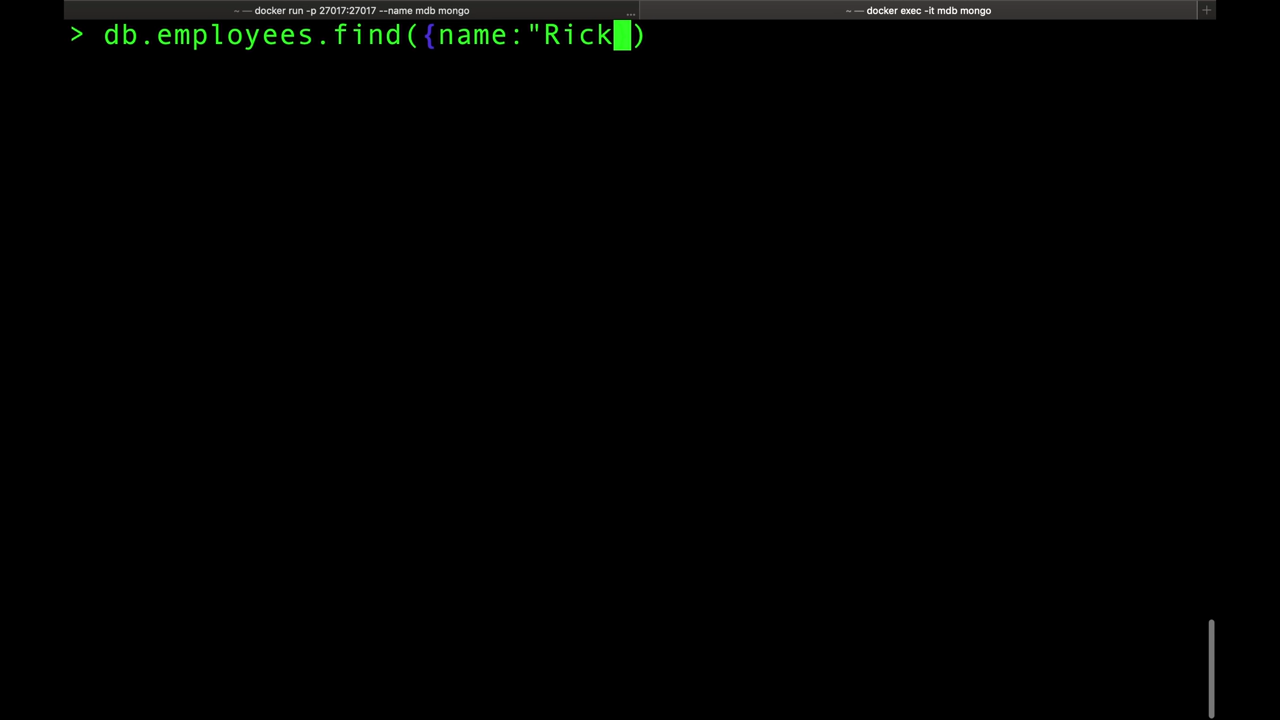 ~ — docker run -p 27017:27017 --name mdb mongo ... ~ — docker exec -it mdb mongo +
> db.employees.find({name:"Rick )